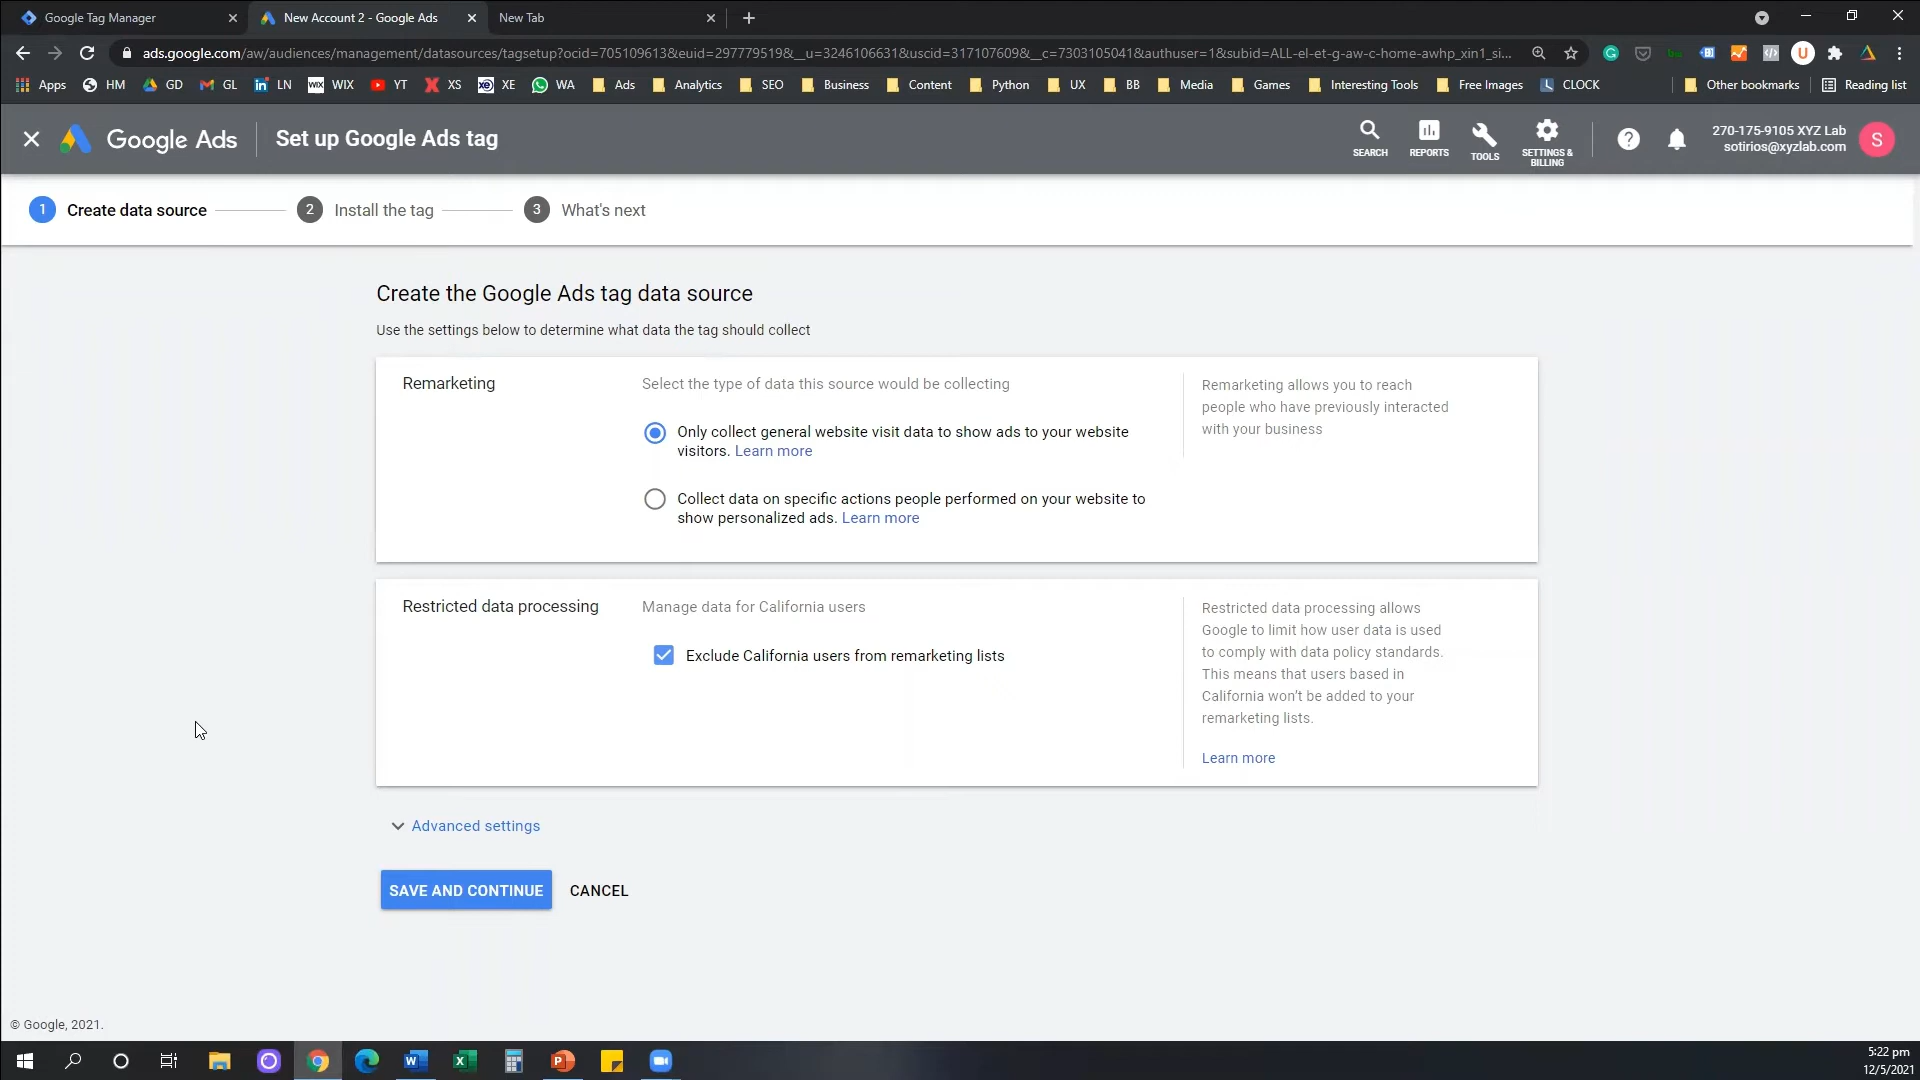 Google Tag Manager
New Account 2 - Google Ads
New Tab
ads.google.com/aw/audiences/management/datasources/tagsetup?ocid=705109613&euid=297779519&__u=3246106631&uscid=317107609&__c=7303105041&authuser=1&subid=ALL-el-et-g-aw-c-home-awhp_xin1_si...
U
Apps HM GD GL LN WIX YT XS XE WA Ads Analytics SEO Business Content Python UX BB Media Games Interesting Tools Free Images CLOCK Other bookmarks Reading list
Google Ads
Set up Google Ads tag
SEARCH
REPORTS
TOOLS
SETTINGS &
BILLING
270-175-9105 XYZ Lab
sotirios@xyzlab.com
S
1 Create data source
2 Install the tag
3 What's next
Create the Google Ads tag data source
Use the settings below to determine what data the tag should collect
Remarketing
Select the type of data this source would be collecting
Only collect general website visit data to show ads to your website
visitors. Learn more
Collect data on specific actions people performed on your website to
show personalized ads. Learn more
Remarketing allows you to reach
people who have previously interacted
with your business
Restricted data processing
Manage data for California users
Exclude California users from remarketing lists
Restricted data processing allows
Google to limit how user data is used
to comply with data policy standards.
This means that users based in
California won't be added to your
remarketing lists.
Learn more
Advanced settings
SAVE AND CONTINUE
CANCEL
© Google, 2021.
5:22 pm
12/5/2021